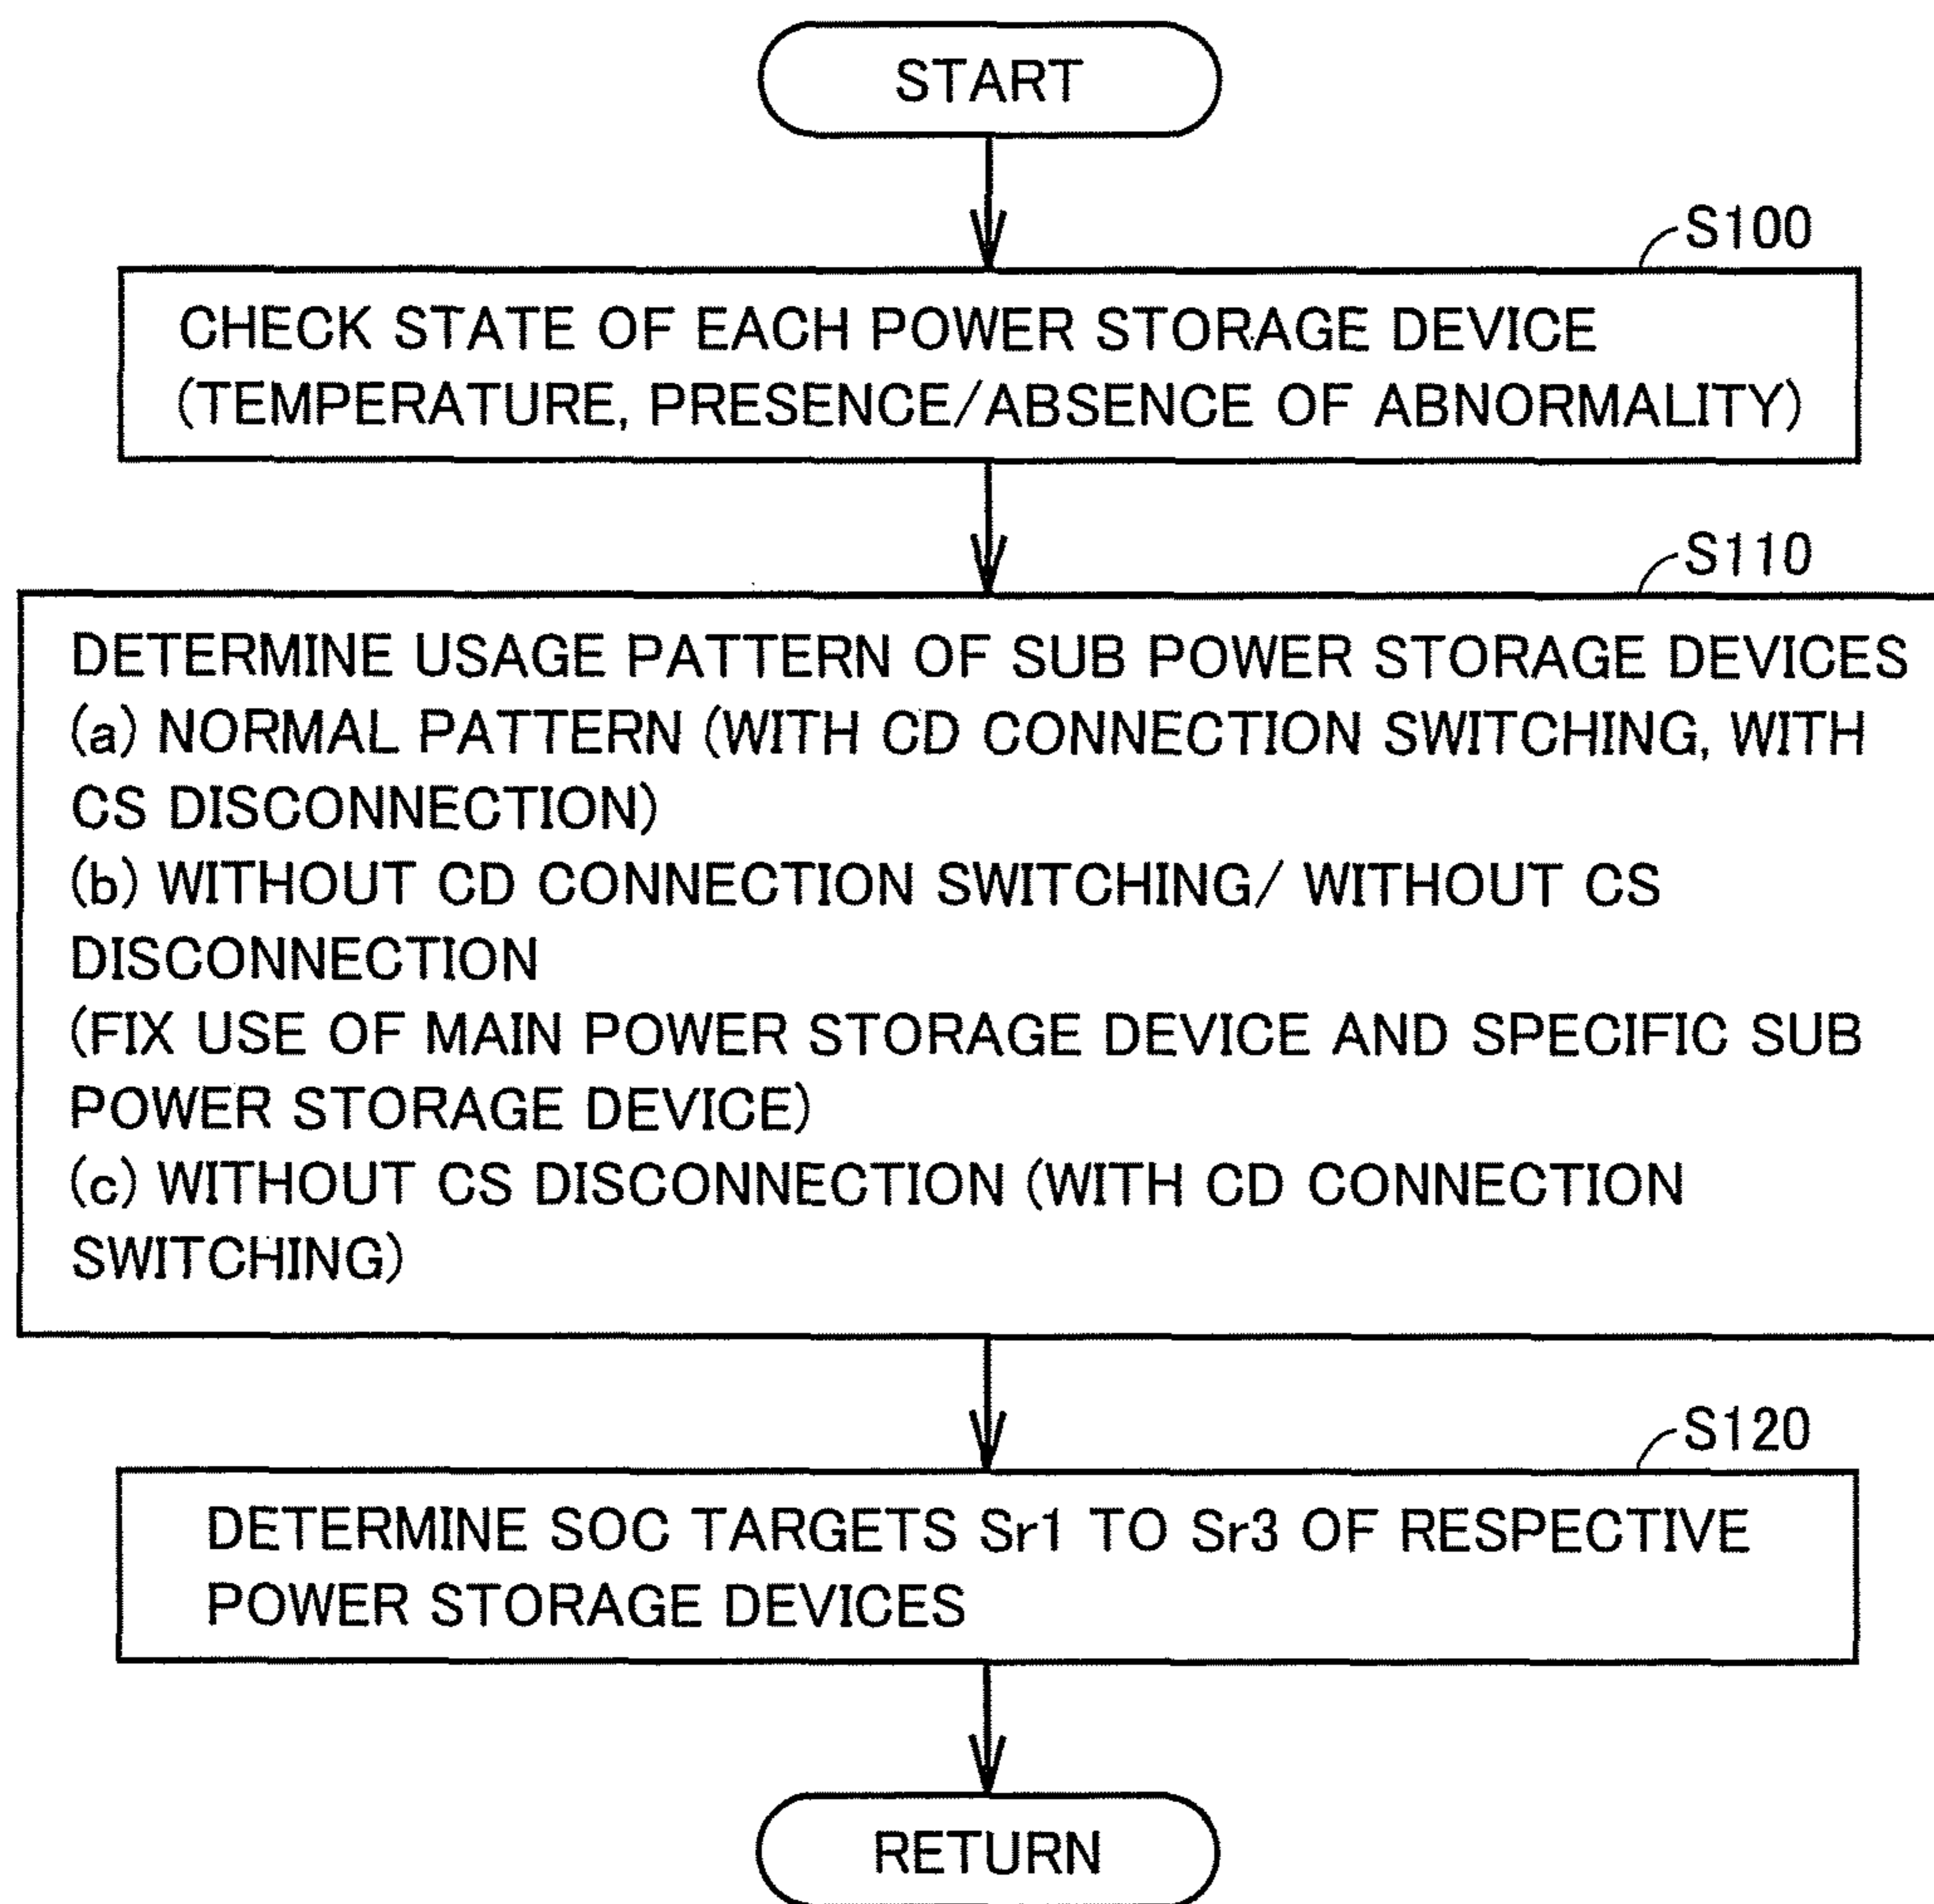 START
S100
CHECK STATE OF EACH POWER STORAGE DEVICE
(TEMPERATURE, PRESENCE/ABSENCE OF ABNORMALITY)
S110
DETERMINE USAGE PATTERN OF SUB POWER STORAGE DEVICES
(a) NORMAL PATTERN (WITH CD CONNECTION SWITCHING, WITH
CS DISCONNECTION)
(b) WITHOUT CD CONNECTION SWITCHING/ WITHOUT CS
DISCONNECTION
(FIX USE OF MAIN POWER STORAGE DEVICE AND SPECIFIC SUB
POWER STORAGE DEVICE)
(c) WITHOUT CS DISCONNECTION (WITH CD CONNECTION
SWITCHING)
S120
DETERMINE SOC TARGETS Sr1 TO Sr3 OF RESPECTIVE
POWER STORAGE DEVICES
RETURN